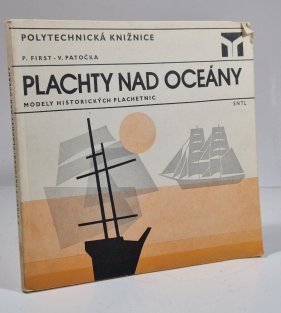 POLYTECHNICKÁ KNIŽNICE
P. FIRST - V. PATOČKA
PLACHTY NAD OCEÁNY
MODELY HISTORICKÝCH PLACHETNIC
SNTL